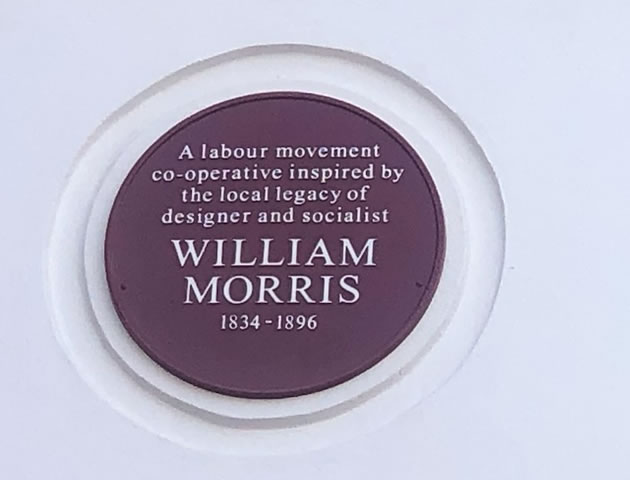 A labour movement
co-operative inspired by
the local legacy of
designer and socialist
WILLIAM
MORRIS
1834-1896